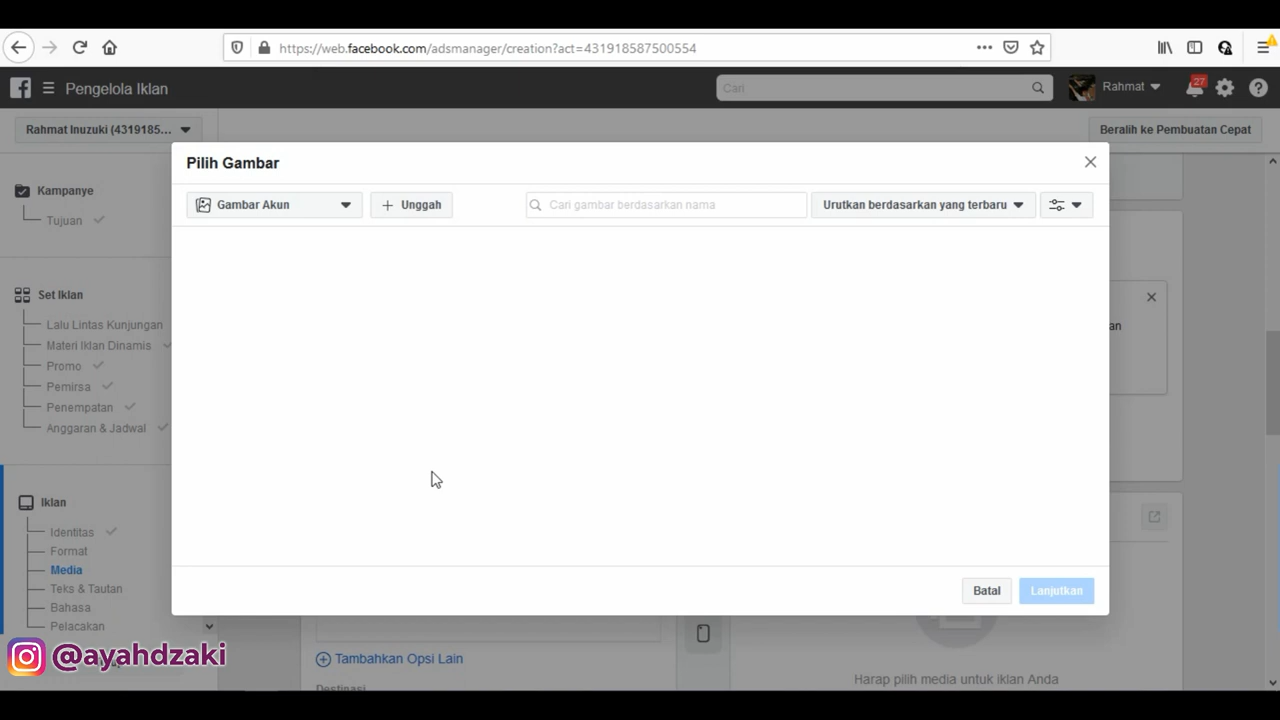 https://web.facebook.com/adsmanager/creation?act=431919587500554
Pengelola Iklan
Cari
Rahmat
27
Rahmat Inuzuki (4319185...
Beralih ke Pembuatan Cepat
Pilih Gambar
Gambar Akun
Unggah
Cari gambar berdasarkan nama
Urutkan berdasarkan yang terbaru
Kampanye
Tujuan
Set Iklan
Lalu Lintas Kunjungan
Materi Iklan Dinamis
Promo
Pemirsa
Penempatan
Anggaran & Jadwal
an
Iklan
Identitas
Format
Media
Teks & Tautan
Bahasa
Pelacakan
Batal
Lanjutkan
@ayahdzaki
Tambahkan Opsi Lain
Destinasi
Harap pilih media untuk iklan Anda